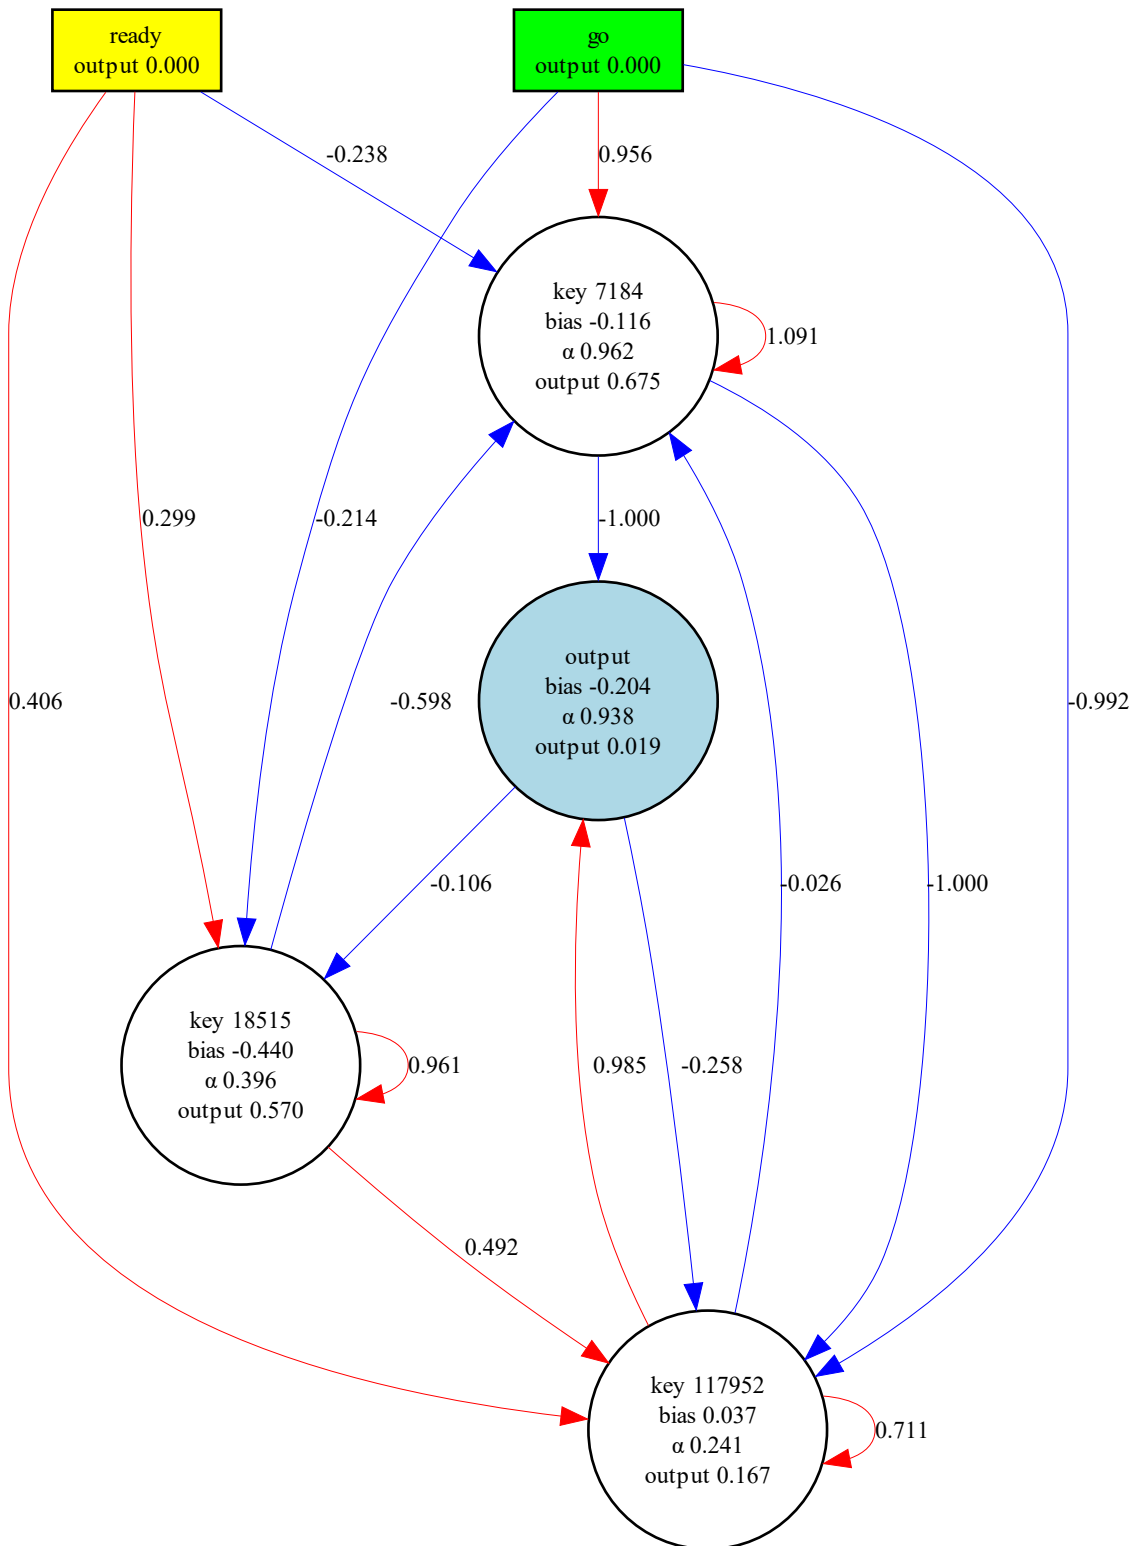 ready
output 0.000
go
output 0.000
-0.238
0.956
key 7184
bias -0.116
α 0.962
output 0.675
1.091
0.299
-0.214
-1.000
output
bias -0.204
α 0.938
output 0.019
0.406
-0.598
-0.992
-0.106
-0.026
-1.000
key 18515
bias -0.440
α 0.396
output 0.570
0.961
0.985
-0.258
0.492
key 117952
bias 0.037
α 0.241
output 0.167
0.711